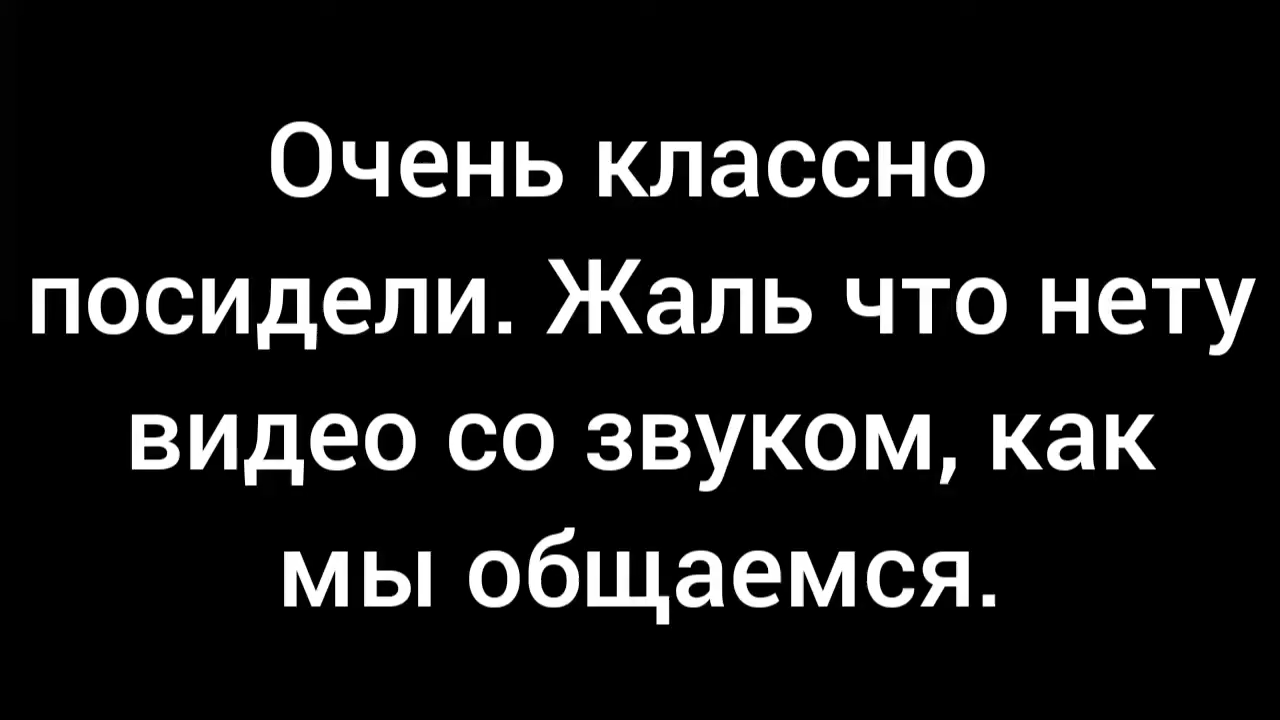 Очень классно
посидели. Жаль что нету
видео со звуком, как
мы общаемся.